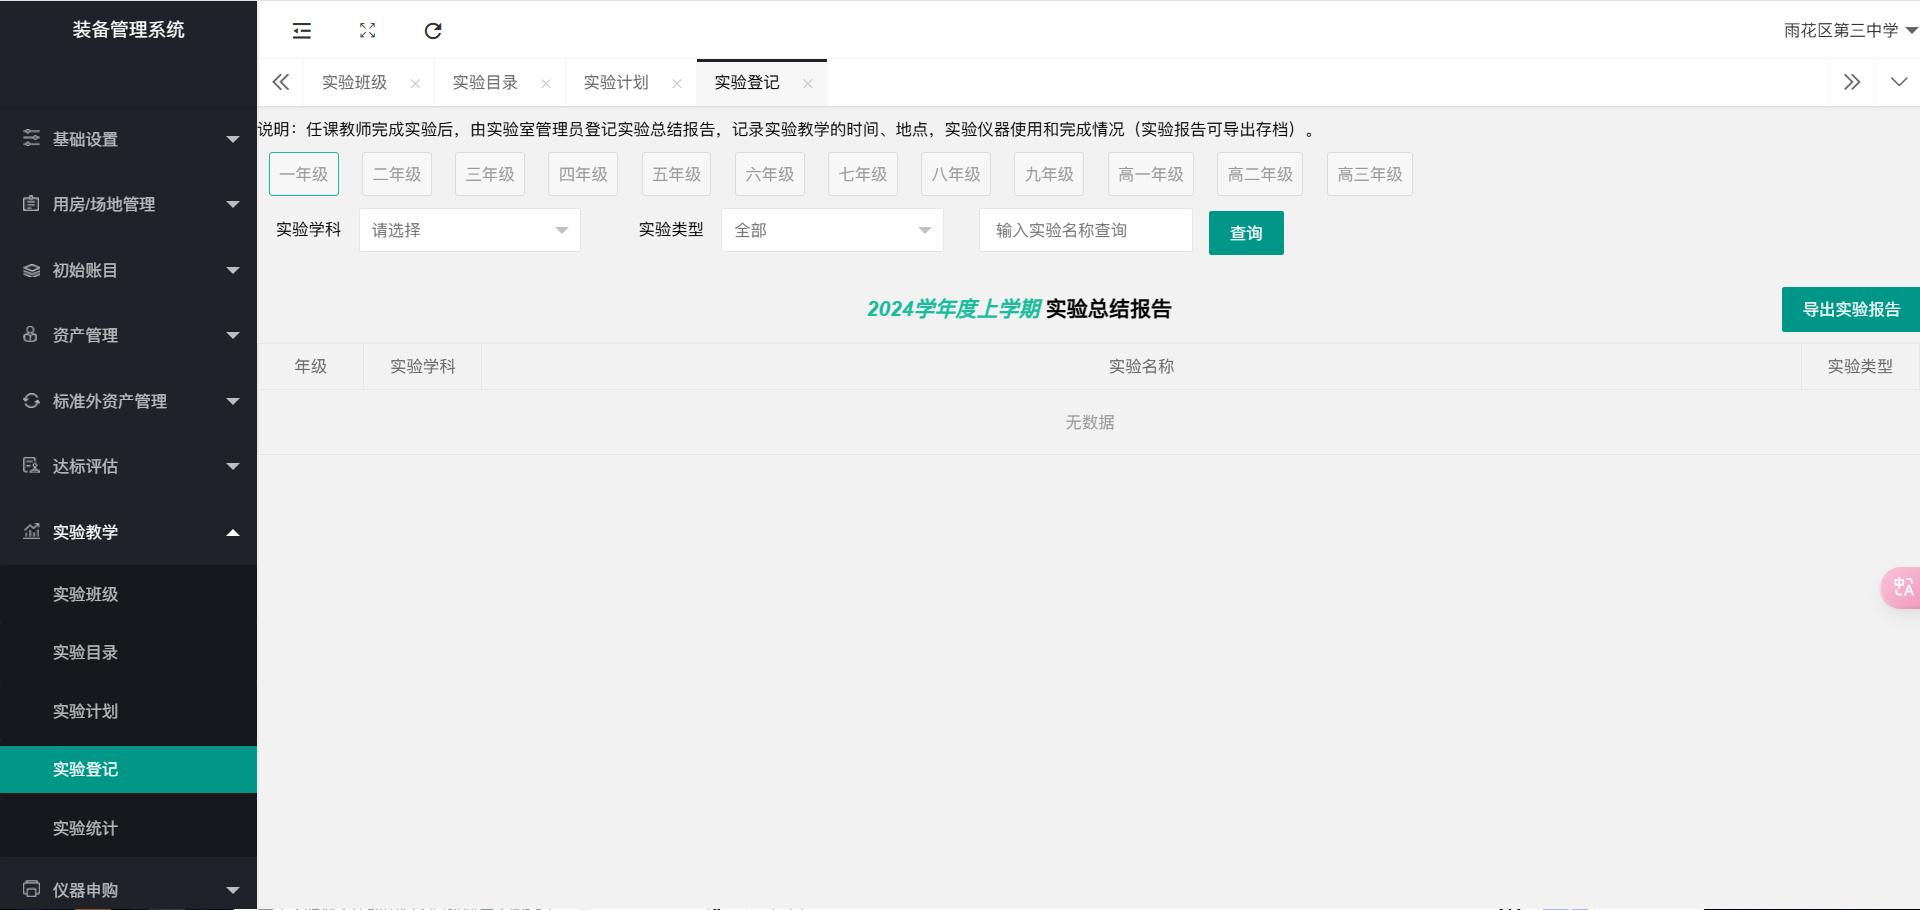 装备管理系统
雨花区第三中学
实验班级
实验目录
实验计划
实验登记
说明：任课教师完成实验后，由实验室管理员登记实验总结报告，记录实验教学的时间、地点，实验仪器使用和完成情况（实验报告可导出存档）。
一年级 二年级 三年级 四年级 五年级 六年级 七年级 八年级 九年级 高一年级 高二年级 高三年级
实验学科 请选择 实验类型 全部 输入实验名称查询 查询
2024学年度上学期 实验总结报告
导出实验报告
年级 实验学科 实验名称 实验类型
无数据
基础设置
用房/场地管理
初始账目
资产管理
标准外资产管理
达标评估
实验教学
实验班级
实验目录
实验计划
实验登记
实验统计
仪器申购
中A